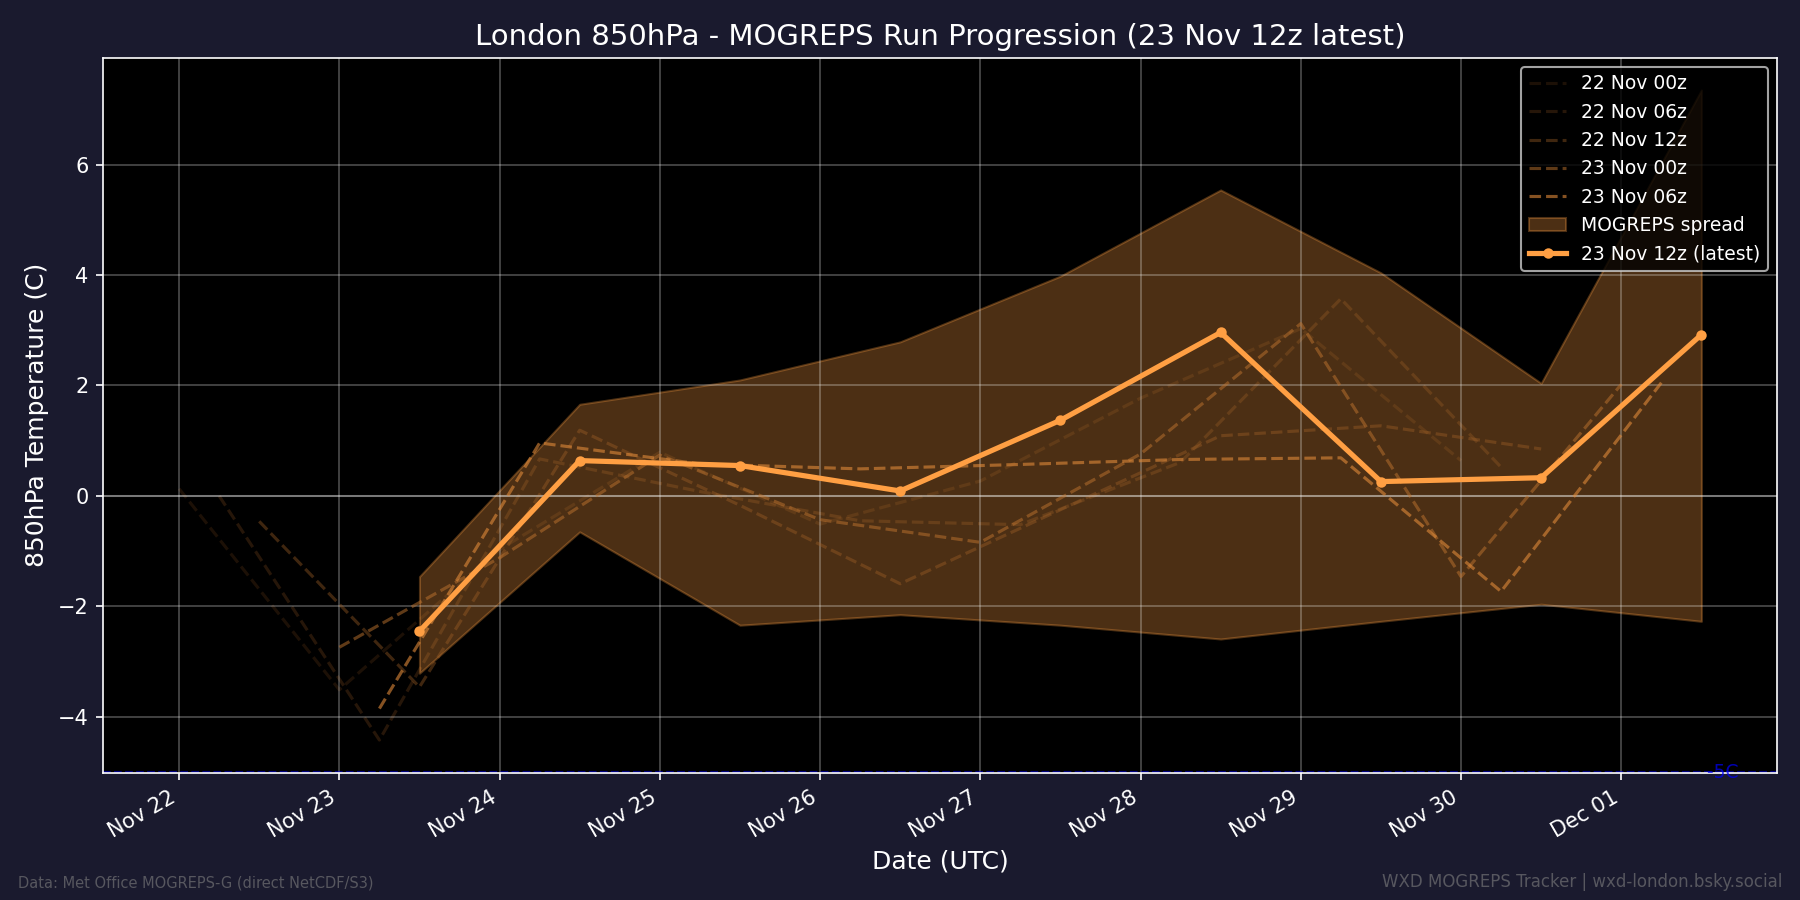 London 850hPa - MOGREPS Run Progression (23 Nov 12z latest)
22 Nov 00z
22 Nov 06z
22 Nov 12z
23 Nov 00z
23 Nov 06z
MOGREPS spread
23 Nov 12z (latest)
850hPa Temperature (C)
6
4
2
0
−2
−4
-5C
Nov 22
Nov 23
Nov 24
Nov 25
Nov 26
Nov 27
Nov 28
Nov 29
Nov 30
Dec 01
Date (UTC)
Data: Met Office MOGREPS-G (direct NetCDF/S3)
WXD MOGREPS Tracker | wxd-london.bsky.social